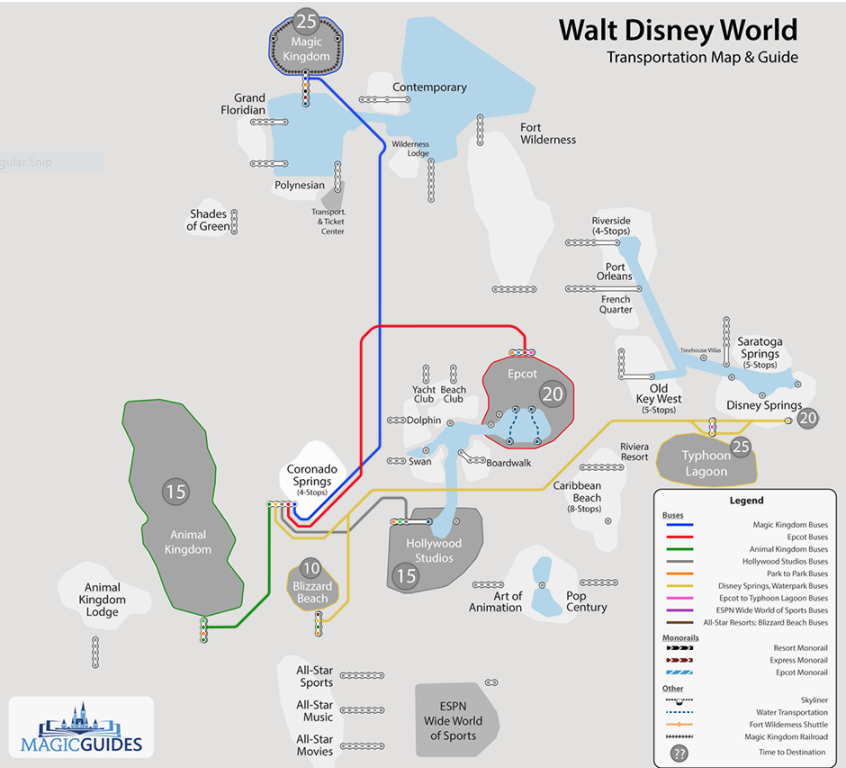 Walt Disney World
Transportation Map & Guide
25
Magic
Kingdom
Contemporary
Grand
Floridian
Fort
Wilderness
Wilderness
Lodge
gular Snip
Polynesian
Transport.
& Ticket
Center
Shades
of Green
Riverside
(4-Stops)
Port
Orleans
French
Quarter
Treehouse Villas
Saratoga
Springs
(5-Stops)
Epcot
20
Yacht
Club
Beach
Club
Old
Key West
(5-Stops)
Disney Springs
20
Dolphin
Swan
Boardwalk
Riviera
Resort
25
Typhoon
Lagoon
Coronado
Springs
(4-Stops)
Caribbean
Beach
(8-Stops)
15
Animal
Kingdom
Hollywood
Studios
15
10
Blizzard
Beach
Animal
Kingdom
Lodge
Art of
Animation
Pop
Century
All-Star
Sports
All-Star
Music
All-Star
Movies
ESPN
Wide World
of Sports
MAGICGUIDES
Legend
Buses
Magic Kingdom Buses
Epcot Buses
Animal Kingdom Buses
Hollywood Studios Buses
Park to Park Buses
Disney Springs, Waterpark Buses
Epcot to Typhoon Lagoon Buses
ESPN Wide World of Sports Buses
All-Star Resorts: Blizzard Beach Buses
Monorails
Resort Monorail
Express Monorail
Epcot Monorail
Other
Skyliner
Water Transportation
Fort Wilderness Shuttle
Magic Kingdom Railroad
?? Time to Destination